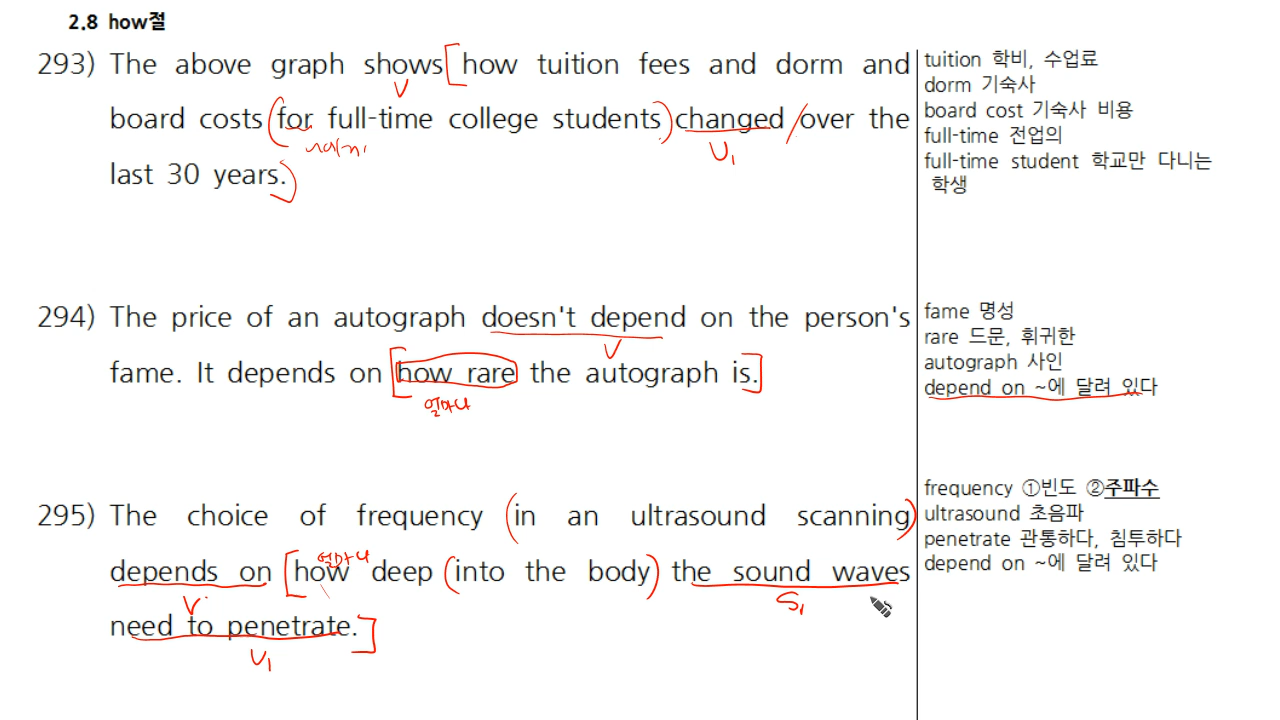 2.8 how절
293) The above graph shows how tuition fees and dorm and
V
board costs for full-time college students changed over the
V₁
last 30 years.
tuition 학비, 수업료
dorm 기숙사
board cost 기숙사 비용
full-time 전업의
full-time student 학교만 다니는
학생
294) The price of an autograph doesn't depend on the person's
V
fame. It depends on how rare the autograph is.
얼마나
fame 명성
rare 드문, 휘귀한
autograph 사인
depend on ~에 달려 있다
295) The choice of frequency (in an ultrasound scanning)
얼마나
depends on how deep (into the body) the sound waves
V S₁
need to penetrate.
V₁
frequency ①빈도 ②주파수
ultrasound 초음파
penetrate 관통하다, 침투하다
depend on ~에 달려 있다